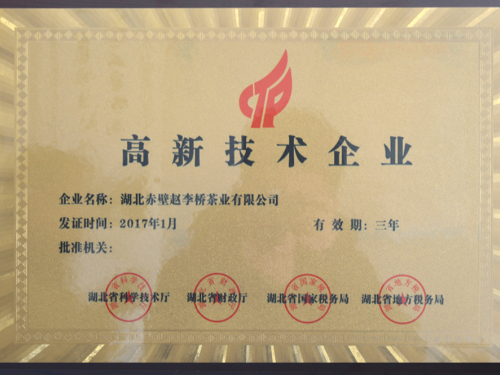 高新技术企业
企业名称：湖北赤壁赵李桥茶业有限公司
发证时间：2017年1月 有效期：三年
批准机关：
湖北省科学技术厅 湖北省财政厅 湖北省国家税务局 湖北省地方税务局